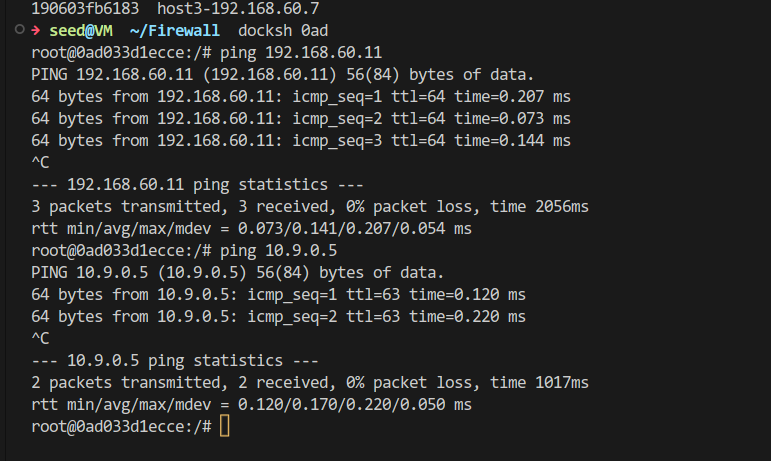 190603fb6183  host3-192.168.60.7
→ seed@VM  ~/Firewall  docksh 0ad
root@0ad033d1ecce:/# ping 192.168.60.11
PING 192.168.60.11 (192.168.60.11) 56(84) bytes of data.
64 bytes from 192.168.60.11: icmp_seq=1 ttl=64 time=0.207 ms
64 bytes from 192.168.60.11: icmp_seq=2 ttl=64 time=0.073 ms
64 bytes from 192.168.60.11: icmp_seq=3 ttl=64 time=0.144 ms
^C
--- 192.168.60.11 ping statistics ---
3 packets transmitted, 3 received, 0% packet loss, time 2056ms
rtt min/avg/max/mdev = 0.073/0.141/0.207/0.054 ms
root@0ad033d1ecce:/# ping 10.9.0.5
PING 10.9.0.5 (10.9.0.5) 56(84) bytes of data.
64 bytes from 10.9.0.5: icmp_seq=1 ttl=63 time=0.120 ms
64 bytes from 10.9.0.5: icmp_seq=2 ttl=63 time=0.220 ms
^C
--- 10.9.0.5 ping statistics ---
2 packets transmitted, 2 received, 0% packet loss, time 1017ms
rtt min/avg/max/mdev = 0.120/0.170/0.220/0.050 ms
root@0ad033d1ecce:/#